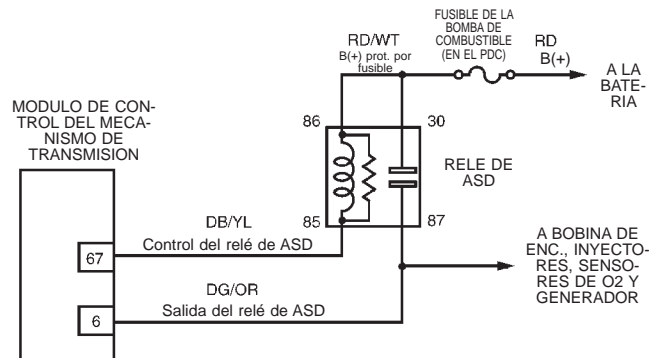 FUSIBLE DE LA
BOMBA DE
COMBUSTIBLE
(EN EL PDC)
RD/WT
B(+) prot. por
fusible
RD
B(+)
A LA
BATE-
RIA
MODULO DE CON-
TROL DEL MECA-
NISMO DE
TRANSMISION
86
30
RELE DE
ASD
85
87
DB/YL
67
Control del relé de ASD
A BOBINA DE
ENC., INYECTO-
RES, SENSO-
RES DE O2 Y
GENERADOR
DG/OR
6
Salida del relé de ASD